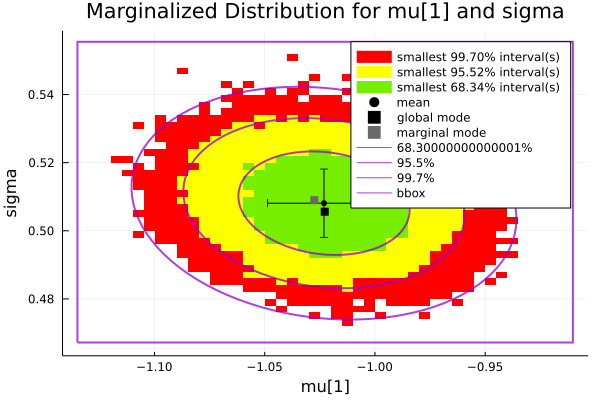 Marginalized Distribution for mu[1] and sigma
smallest 99.70% interval(s)
smallest 95.52% interval(s)
smallest 68.34% interval(s)
mean
global mode
marginal mode
68.30000000000001%
95.5%
99.7%
bbox
0.54
0.52
0.50
0.48
sigma
−1.10
−1.05
−1.00
−0.95
mu[1]